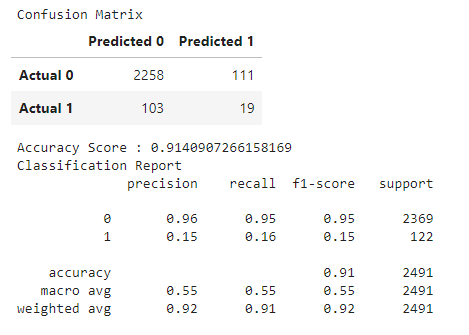 Confusion Matrix
Predicted 0 Predicted 1
Actual 0 2258 111
Actual 1 103 19
Accuracy Score : 0.9140907266158169
Classification Report
precision recall f1-score support
0 0.96 0.95 0.95 2369
1 0.15 0.16 0.15 122
accuracy 0.91 2491
macro avg 0.55 0.55 0.55 2491
weighted avg 0.92 0.91 0.92 2491